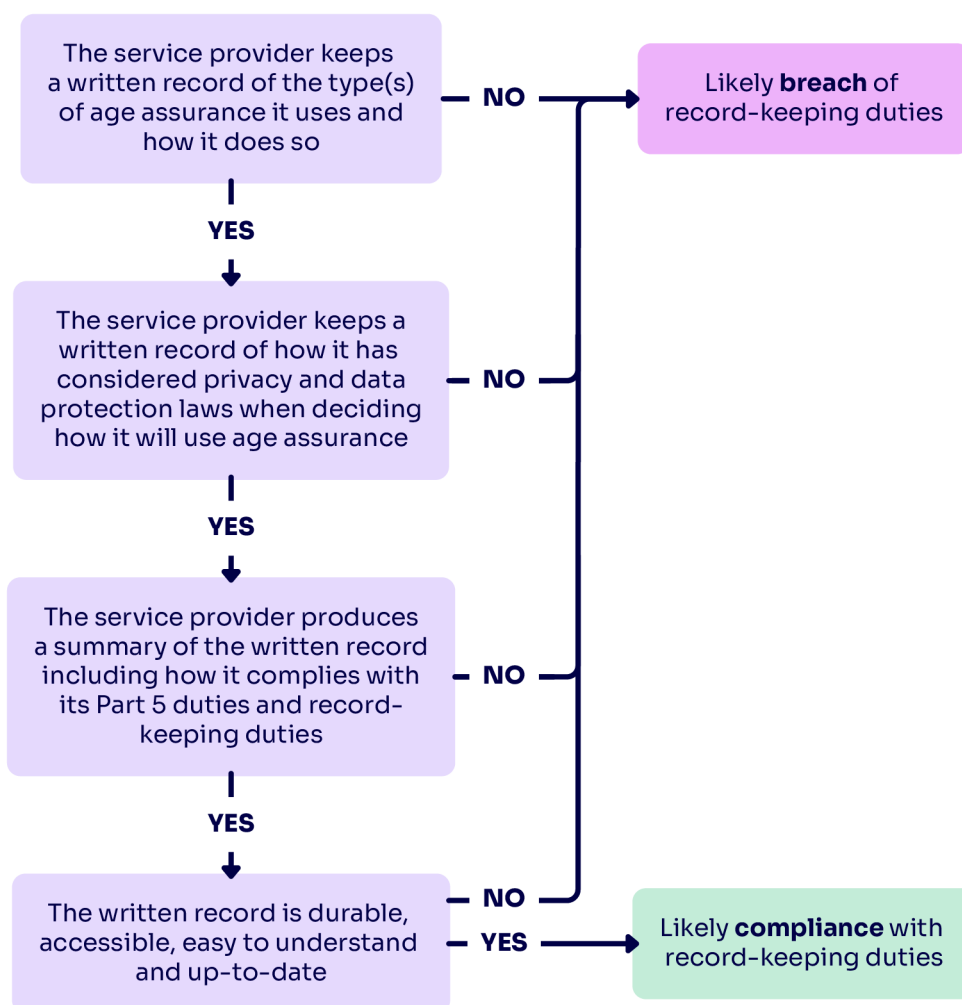 The service provider keeps
a written record of the type(s)
of age assurance it uses and
how it does so
NO
Likely breach of
record-keeping duties
YES
The service provider keeps a
written record of how it has
considered privacy and data
protection laws when deciding
how it will use age assurance
NO
YES
The service provider produces
a summary of the written record
including how it complies with
its Part 5 duties and record-
keeping duties
NO
YES
The written record is durable,
accessible, easy to understand
and up-to-date
NO
YES
Likely compliance with
record-keeping duties